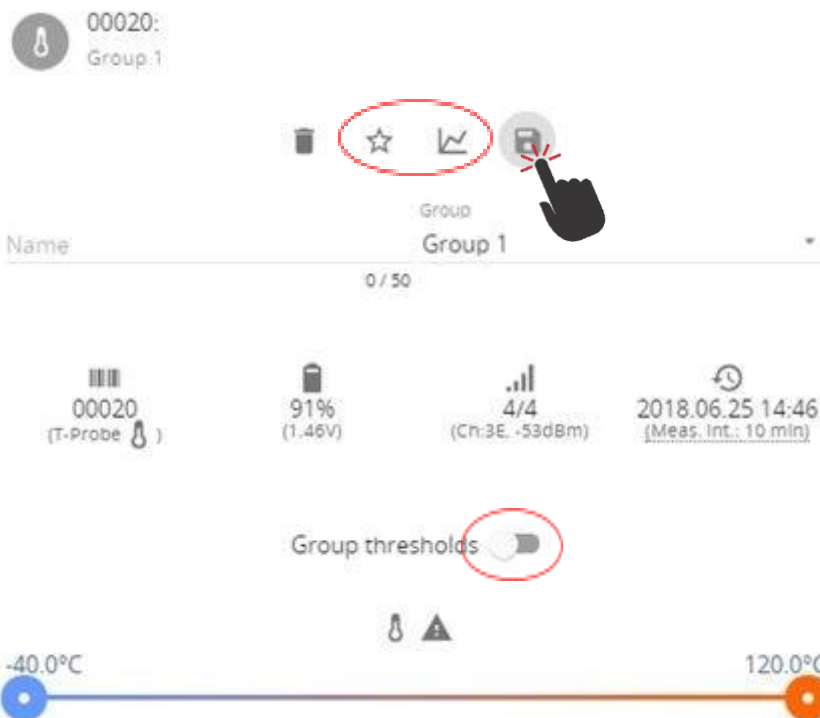 00020:
Group 1
Group
Name
Group 1
0 / 50
00020
91%
4/4
2018.06.25 14:46
(T-Probe )
(1.46V)
(Ch:3E, -53dBm)
(Meas. Int.: 10 min)
Group thresholds
-40.0°C
120.0°C